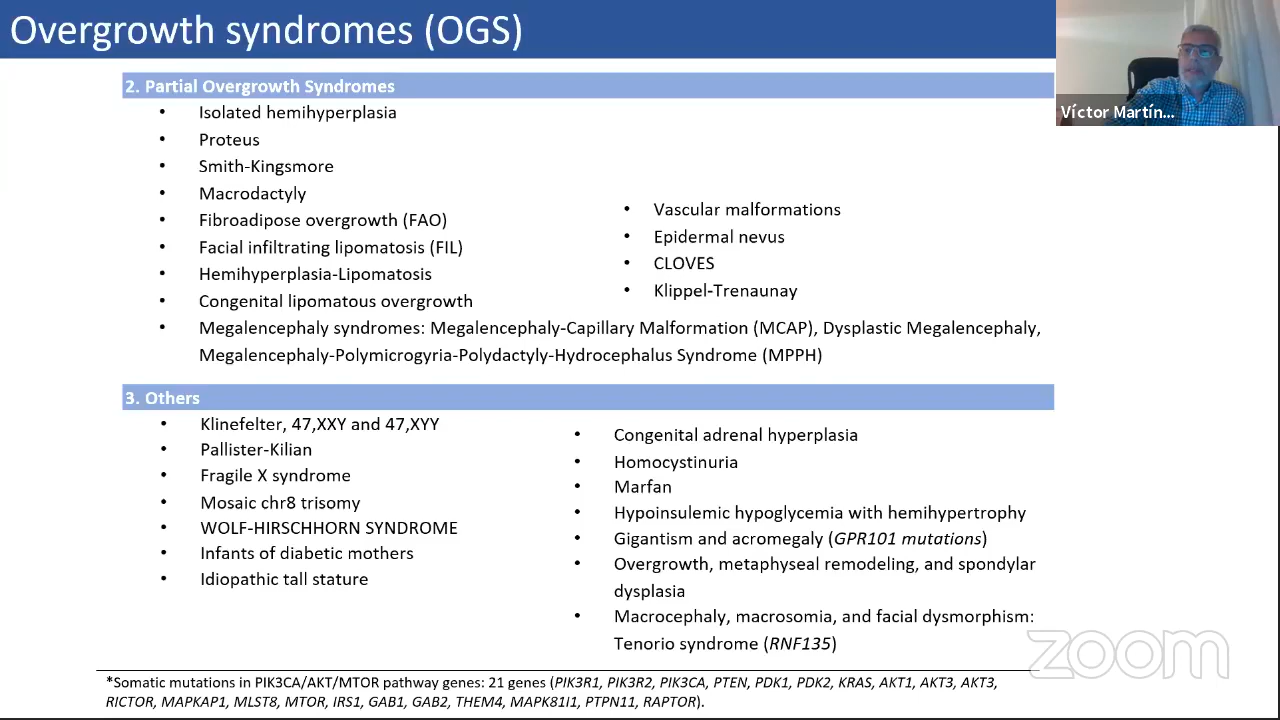 Overgrowth syndromes (OGS)
Víctor Martín...
2. Partial Overgrowth Syndromes
• Isolated hemihyperplasia
• Proteus
• Smith-Kingsmore
• Macrodactyly
• Fibroadipose overgrowth (FAO)
• Facial infiltrating lipomatosis (FIL)
• Hemihyperplasia-Lipomatosis
• Congenital lipomatous overgrowth
• Vascular malformations
• Epidermal nevus
• CLOVES
• Klippel-Trenaunay
• Megalencephaly syndromes: Megalencephaly-Capillary Malformation (MCAP), Dysplastic Megalencephaly,
Megalencephaly-Polymicrogyria-Polydactyly-Hydrocephalus Syndrome (MPPH)
3. Others
• Klinefelter, 47,XXY and 47,XYY
• Pallister-Kilian
• Fragile X syndrome
• Mosaic chr8 trisomy
• WOLF-HIRSCHHORN SYNDROME
• Infants of diabetic mothers
• Idiopathic tall stature
• Congenital adrenal hyperplasia
• Homocystinuria
• Marfan
• Hypoinsulemic hypoglycemia with hemihypertrophy
• Gigantism and acromegaly (GPR101 mutations)
• Overgrowth, metaphyseal remodeling, and spondylar
dysplasia
• Macrocephaly, macrosomia, and facial dysmorphism:
Tenorio syndrome (RNF135)
zoom
*Somatic mutations in PIK3CA/AKT/MTOR pathway genes: 21 genes (PIK3R1, PIK3R2, PIK3CA, PTEN, PDK1, PDK2, KRAS, AKT1, AKT3, AKT3,
RICTOR, MAPKAP1, MLST8, MTOR, IRS1, GAB1, GAB2, THEM4, MAPK81I1, PTPN11, RAPTOR).